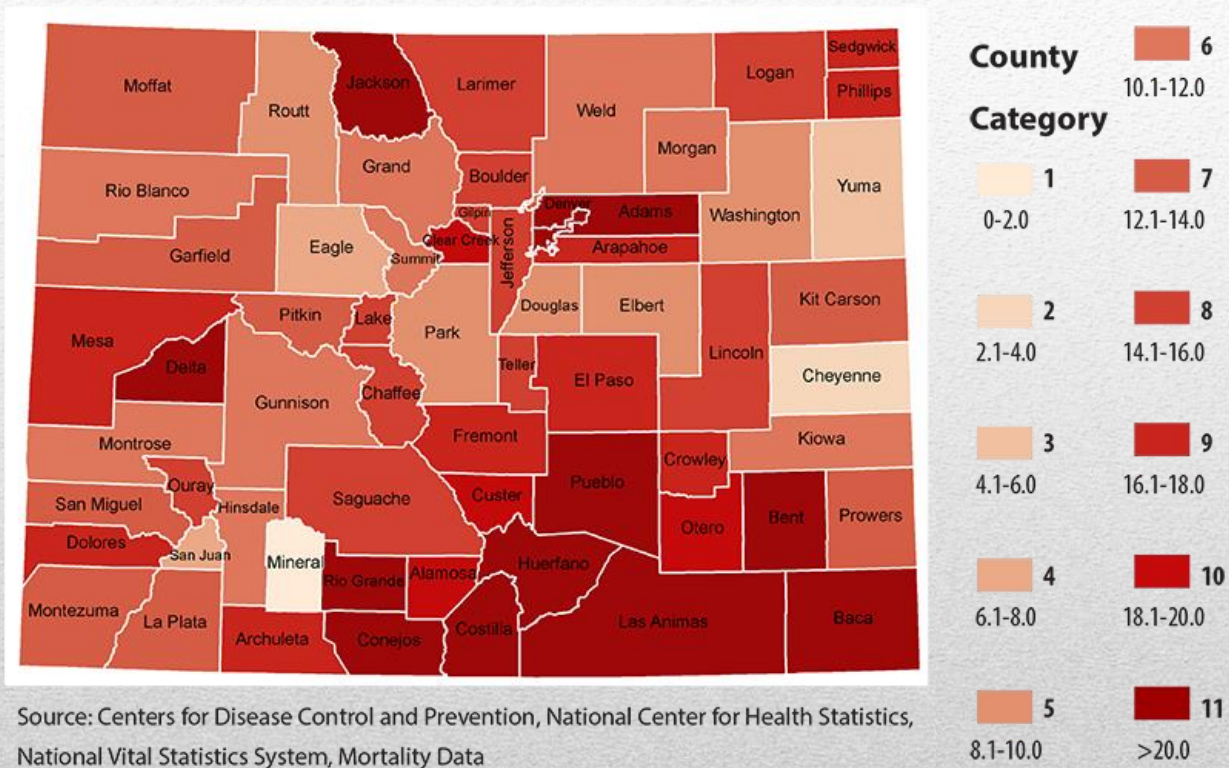 Moffat
Routt
Jackson
Larimer
Weld
Logan
Sedgwick
Phillips
Rio Blanco
Grand
Boulder
Morgan
Washington
Yuma
Garfield
Eagle
Summit
Gilpin
Clear Creek
Jefferson
Denver
Adams
Arapahoe
Mesa
Delta
Pitkin
Lake
Park
Douglas
Elbert
Lincoln
Kit Carson
Cheyenne
Gunnison
Chaffee
Teller
El Paso
Kiowa
Montrose
Ouray
Fremont
Pueblo
Crowley
San Miguel
Hinsdale
Saguache
Custer
Otero
Bent
Prowers
Dolores
San Juan
Mineral
Rio Grande
Alamosa
Huerfano
Montezuma
La Plata
Archuleta
Conejos
Costilla
Las Animas
Baca
County
Category
1
0-2.0
2
2.1-4.0
3
4.1-6.0
4
6.1-8.0
5
8.1-10.0
6
10.1-12.0
7
12.1-14.0
8
14.1-16.0
9
16.1-18.0
10
18.1-20.0
11
>20.0
Source: Centers for Disease Control and Prevention, National Center for Health Statistics,
National Vital Statistics System, Mortality Data